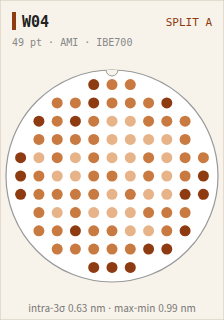 W04
SPLIT A
49 pt · AMI · IBE700
intra-3σ 0.63 nm · max-min 0.99 nm